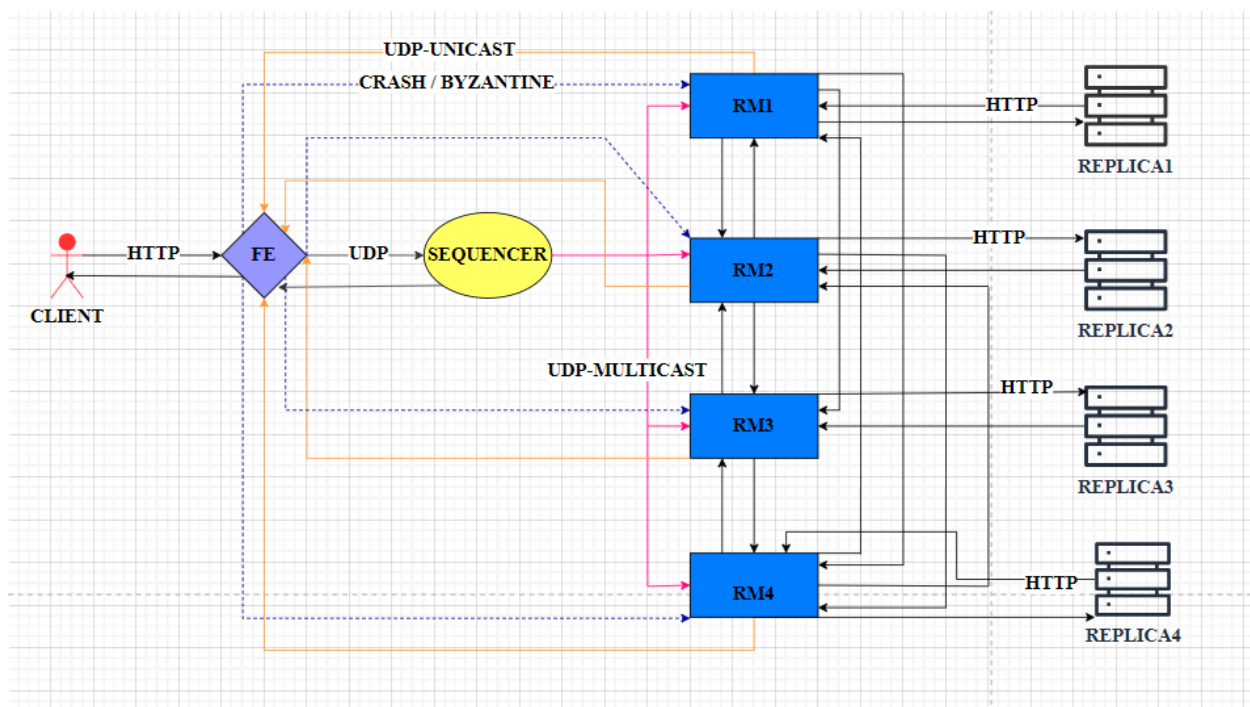 UDP-UNICAST
CRASH / BYZANTINE
RM1
HTTP
REPLICA1
HTTP
FE
UDP
SEQUENCER
CLIENT
RM2
HTTP
REPLICA2
UDP-MULTICAST
RM3
HTTP
REPLICA3
RM4
HTTP
REPLICA4